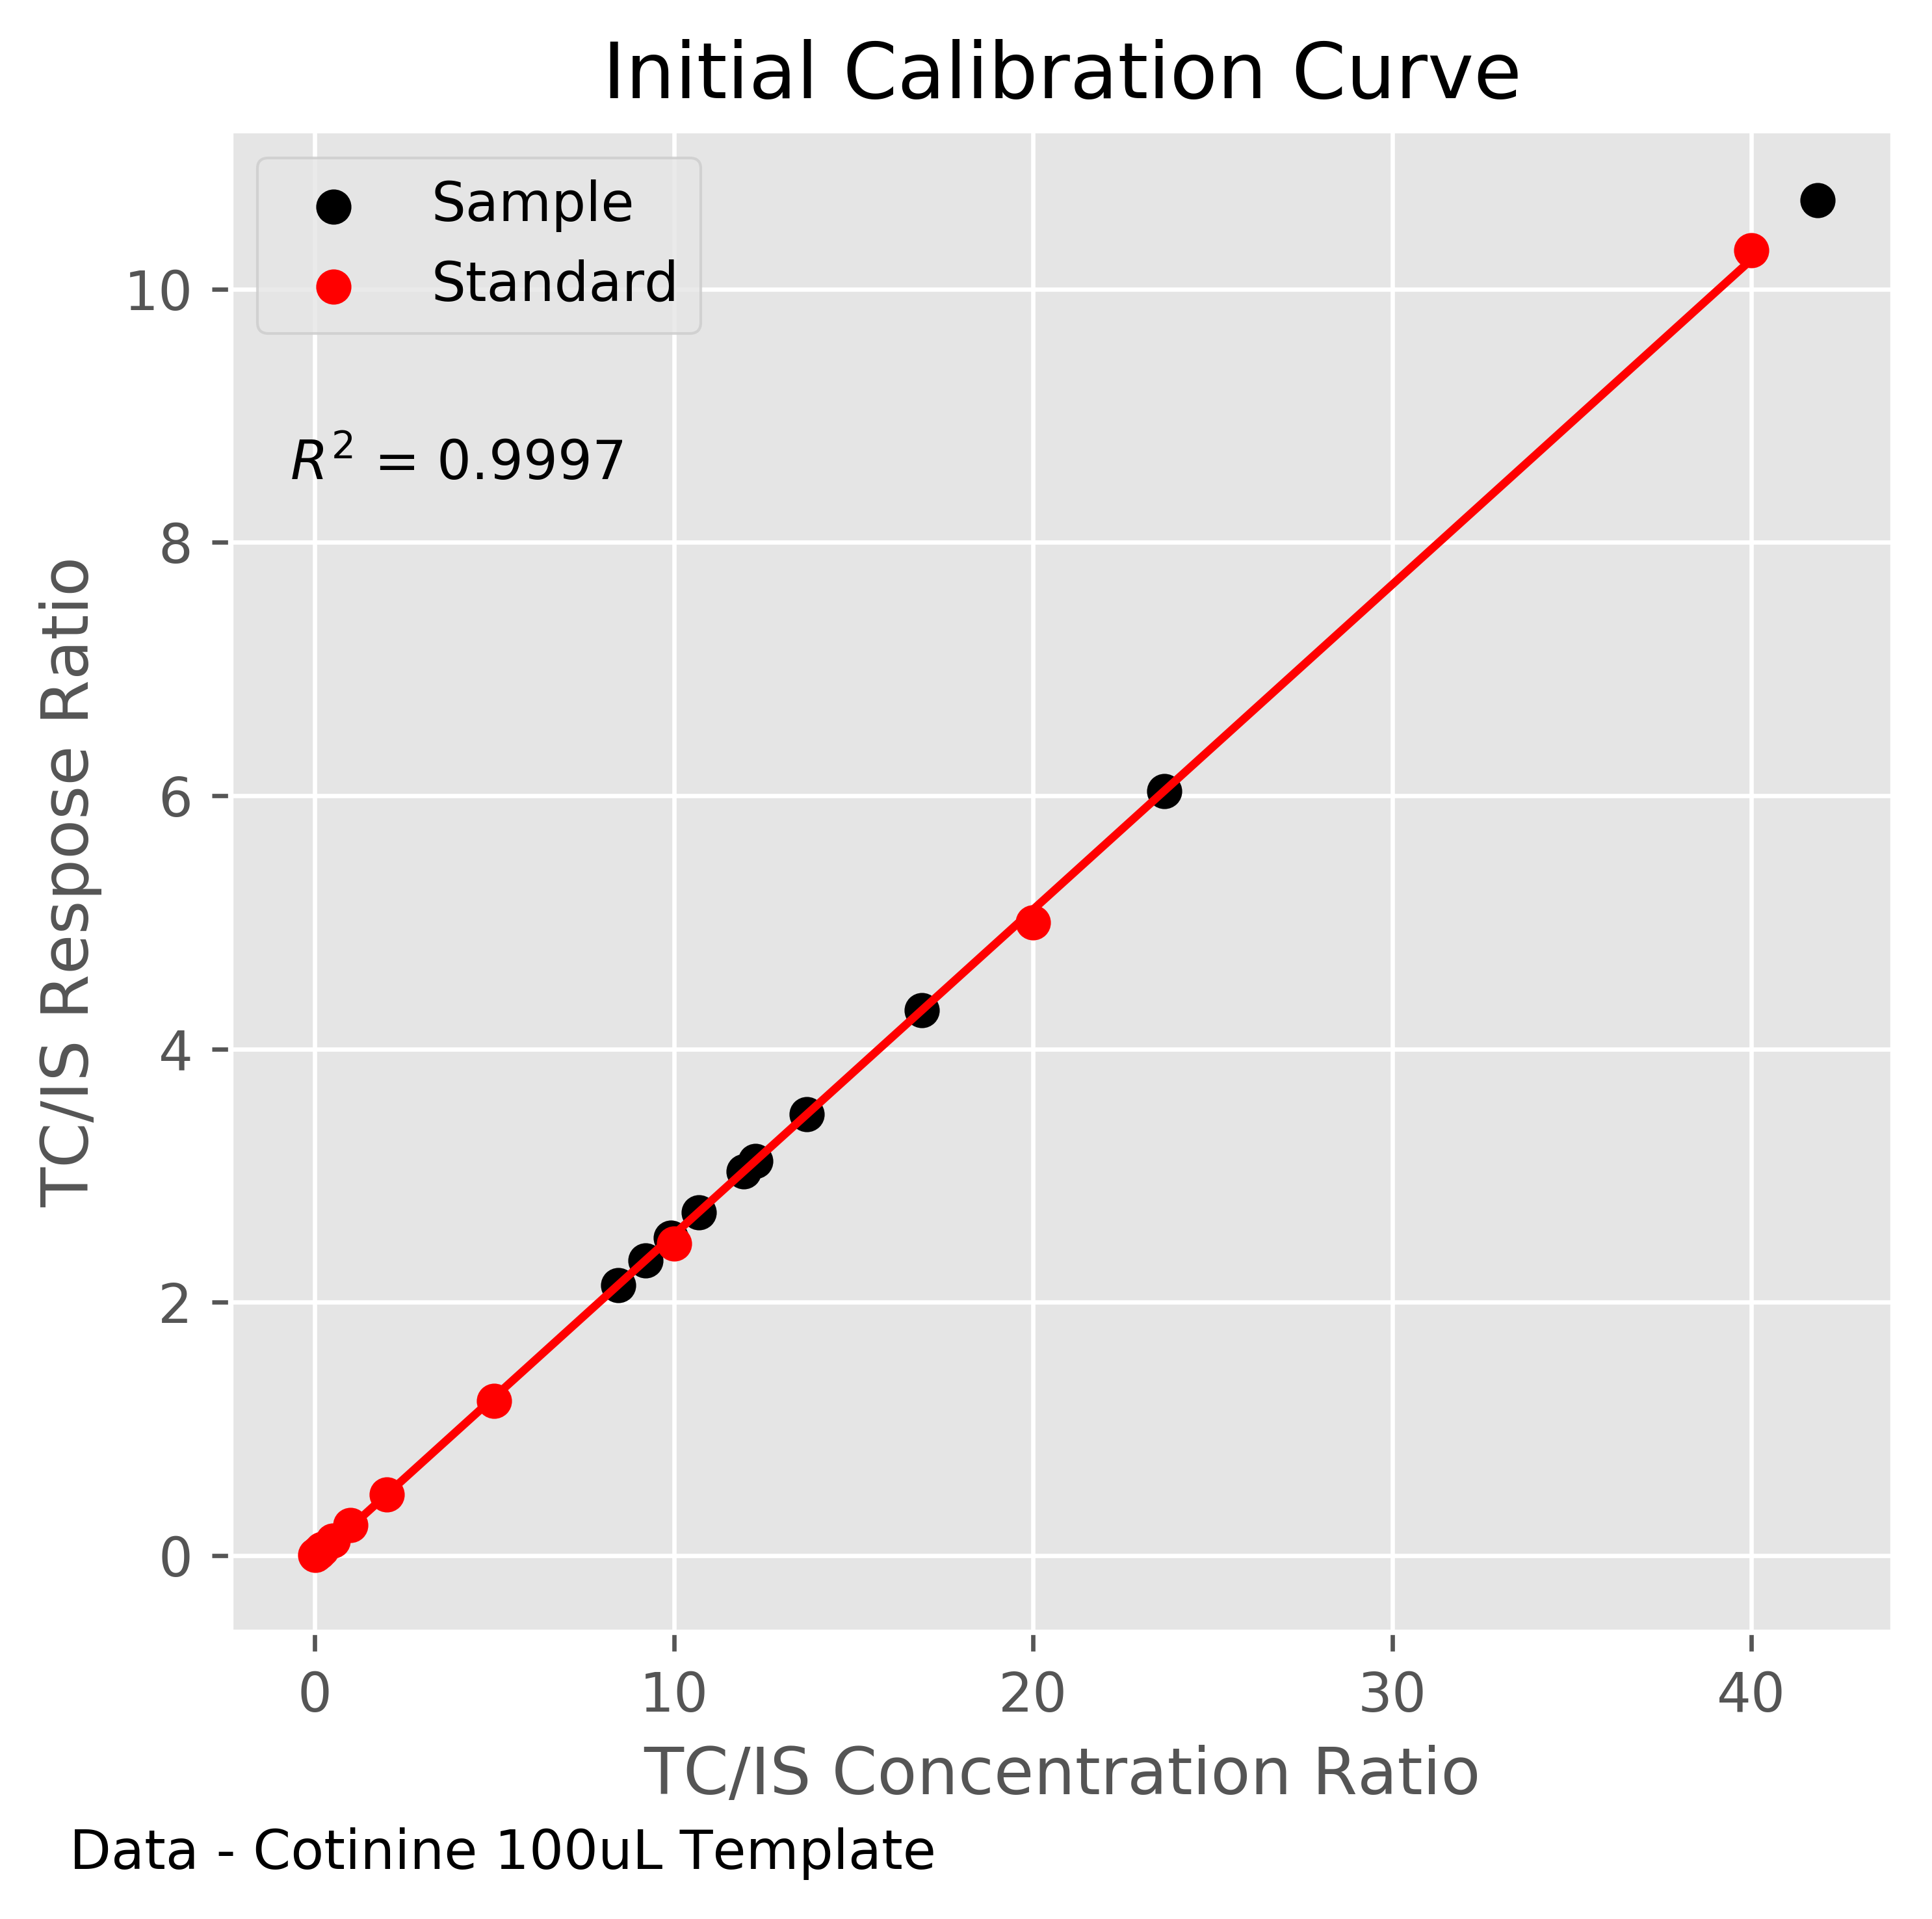 Initial Calibration Curve
Sample
Standard
R² = 0.9997
TC/IS Respose Ratio
10
8
6
4
2
0
0 10 20 30 40
TC/IS Concentration Ratio
Data - Cotinine 100uL Template